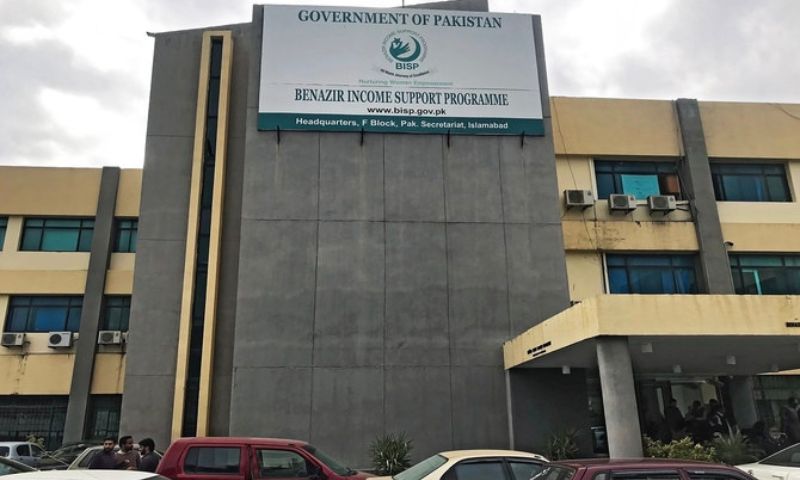 GOVERNMENT OF PAKISTAN
BISP
Nurturing Women Empowerment
BENAZIR INCOME SUPPORT PROGRAMME
www.bisp.gov.pk
Headquarters, F Block, Pak. Secretariat, Islamabad